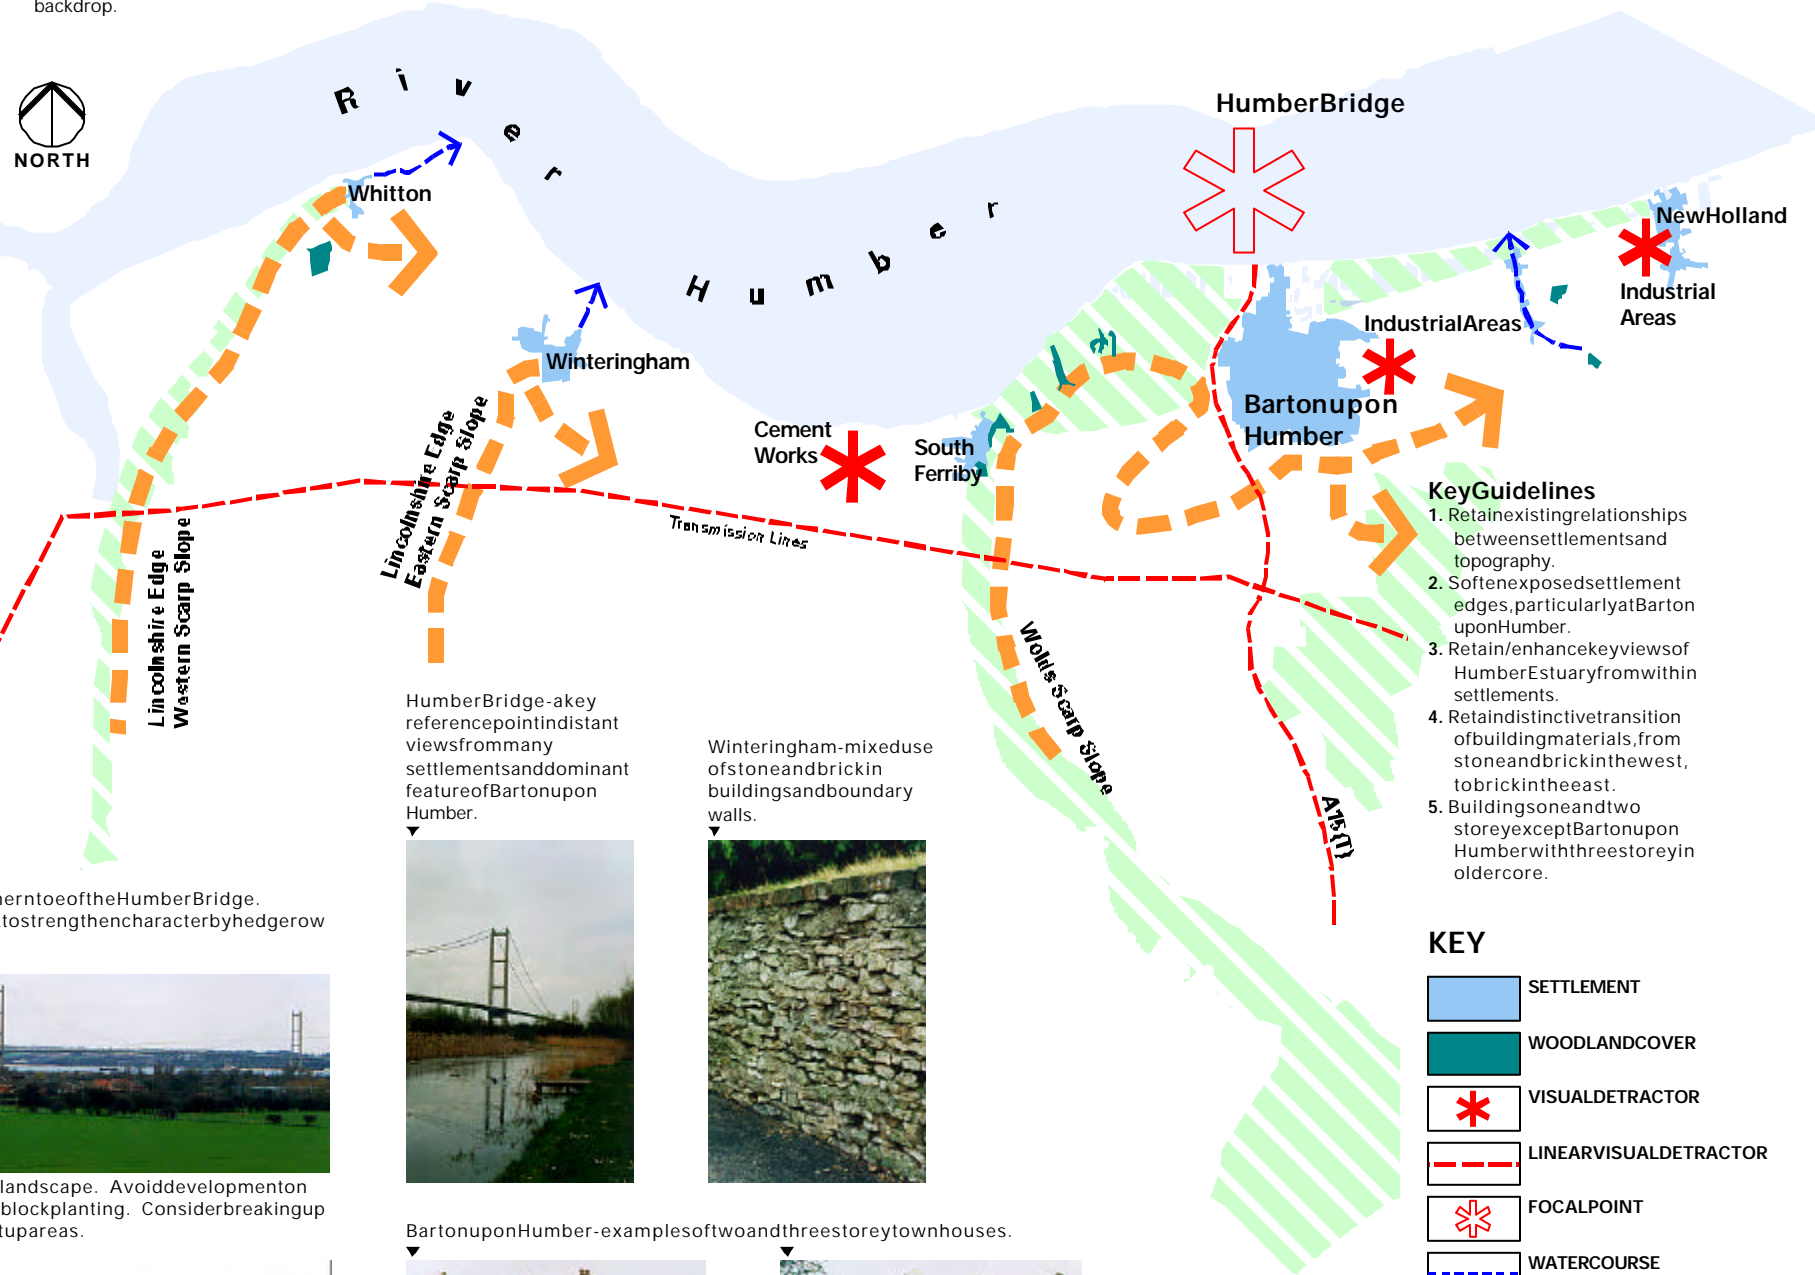 backdrop.
NORTH
River Humber
HumberBridge
Whitton
NewHolland
Industrial
Areas
IndustrialAreas
Winteringham
Bartonupon
Humber
Cement
Works
South
Ferriby
Lincolnshire Edge
Eastern Scarp Slope
Transmission Lines
Lincolnshire Edge
Western Scarp Slope
Wolds Scarp Slope
A15(T)
KeyGuidelines
1. Retainexistingrelationships
betweensettlementsand
topography.
2. Softenexposedsettlement
edges,particularlyatBarton
uponHumber.
3. Retain/enhancekeyviewsof
HumberEstuaryfromwithin
settlements.
4. Retaindistinctivetransition
ofbuildingmaterials,from
stoneandbrickinthewest,
tobrickintheeast.
5. Buildingsoneandtwo
storeyexceptBartonupon
Humberwiththreestoreyin
oldercore.
HumberBridge-akey
referencepointindistant
viewsfrommany
settlementsanddominant
featureofBartonupon
Humber.
Winteringham-mixeduse
ofstoneandbrickin
buildingsandboundary
walls.
herntoeoftheHumberBridge.
tostrengthencharacterbyhedgerow
landscape. Avoiddevelopmenton
blockplanting. Considerbreakingup
tupareas.
BartonuponHumber-examplesoftwoandthreestoreytownhouses.
KEY
SETTLEMENT
WOODLANDCOVER
VISUALDETRACTOR
LINEARVISUALDETRACTOR
FOCALPOINT
WATERCOURSE